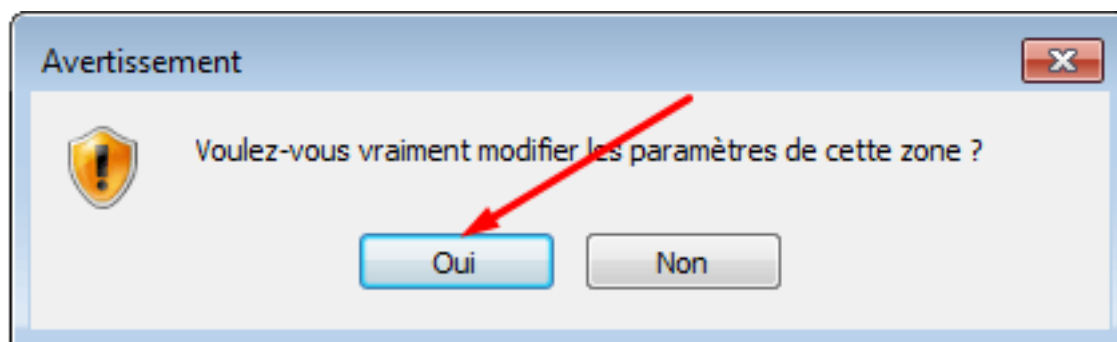 Avertissement
Voulez-vous vraiment modifier les paramètres de cette zone ?
Oui
Non